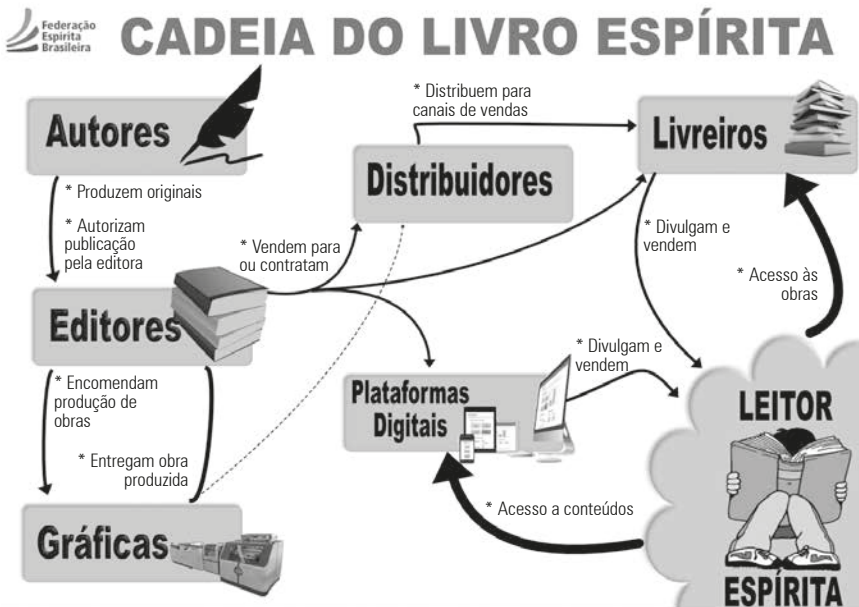 Federação
Espírita
Brasileira
CADEIA DO LIVRO ESPÍRITA
Autores
* Distribuem para
canais de vendas
Livreiros
Distribuidores
* Produzem originais
* Autorizam
publicação
pela editora
* Vendem para
ou contratam
* Divulgam e
vendem
* Acesso às
obras
Editores
* Divulgam e
vendem
* Encomendam
produção de
obras
Plataformas
Digitais
LEITOR
* Entregam obra
produzida
* Acesso a conteúdos
Gráficas
ESPÍRITA